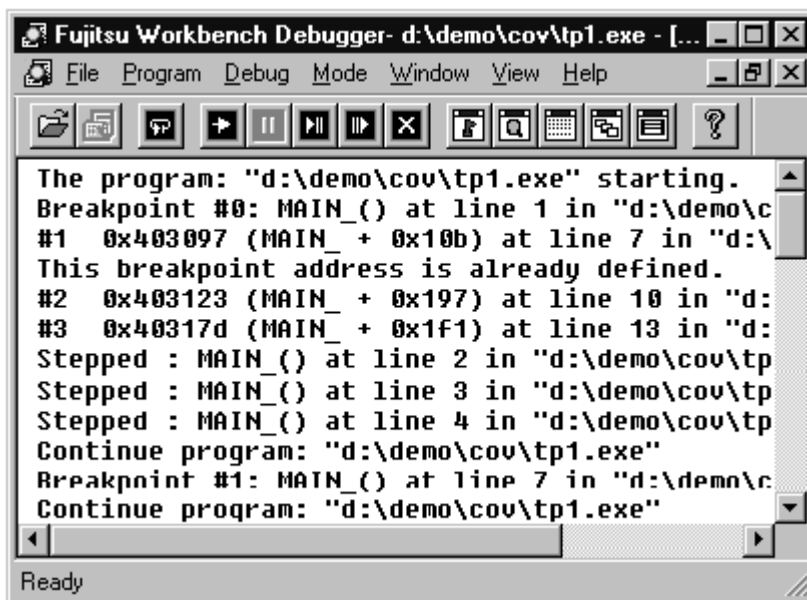 Fujitsu Workbench Debugger- d:\demo\cov\tp1.exe - [...
File Program Debug Mode Window View Help
The program: "d:\demo\cov\tp1.exe" starting.
Breakpoint #0: MAIN_() at line 1 in "d:\demo\c
#1 0x403097 (MAIN_ + 0x10b) at line 7 in "d:\
This breakpoint address is already defined.
#2 0x403123 (MAIN_ + 0x197) at line 10 in "d:
#3 0x40317d (MAIN_ + 0x1f1) at line 13 in "d:
Stepped : MAIN_() at line 2 in "d:\demo\cov\tp
Stepped : MAIN_() at line 3 in "d:\demo\cov\tp
Stepped : MAIN_() at line 4 in "d:\demo\cov\tp
Continue program: "d:\demo\cov\tp1.exe"
Breakpoint #1: MAIN_() at line 7 in "d:\demo\c
Continue program: "d:\demo\cov\tp1.exe"
Ready